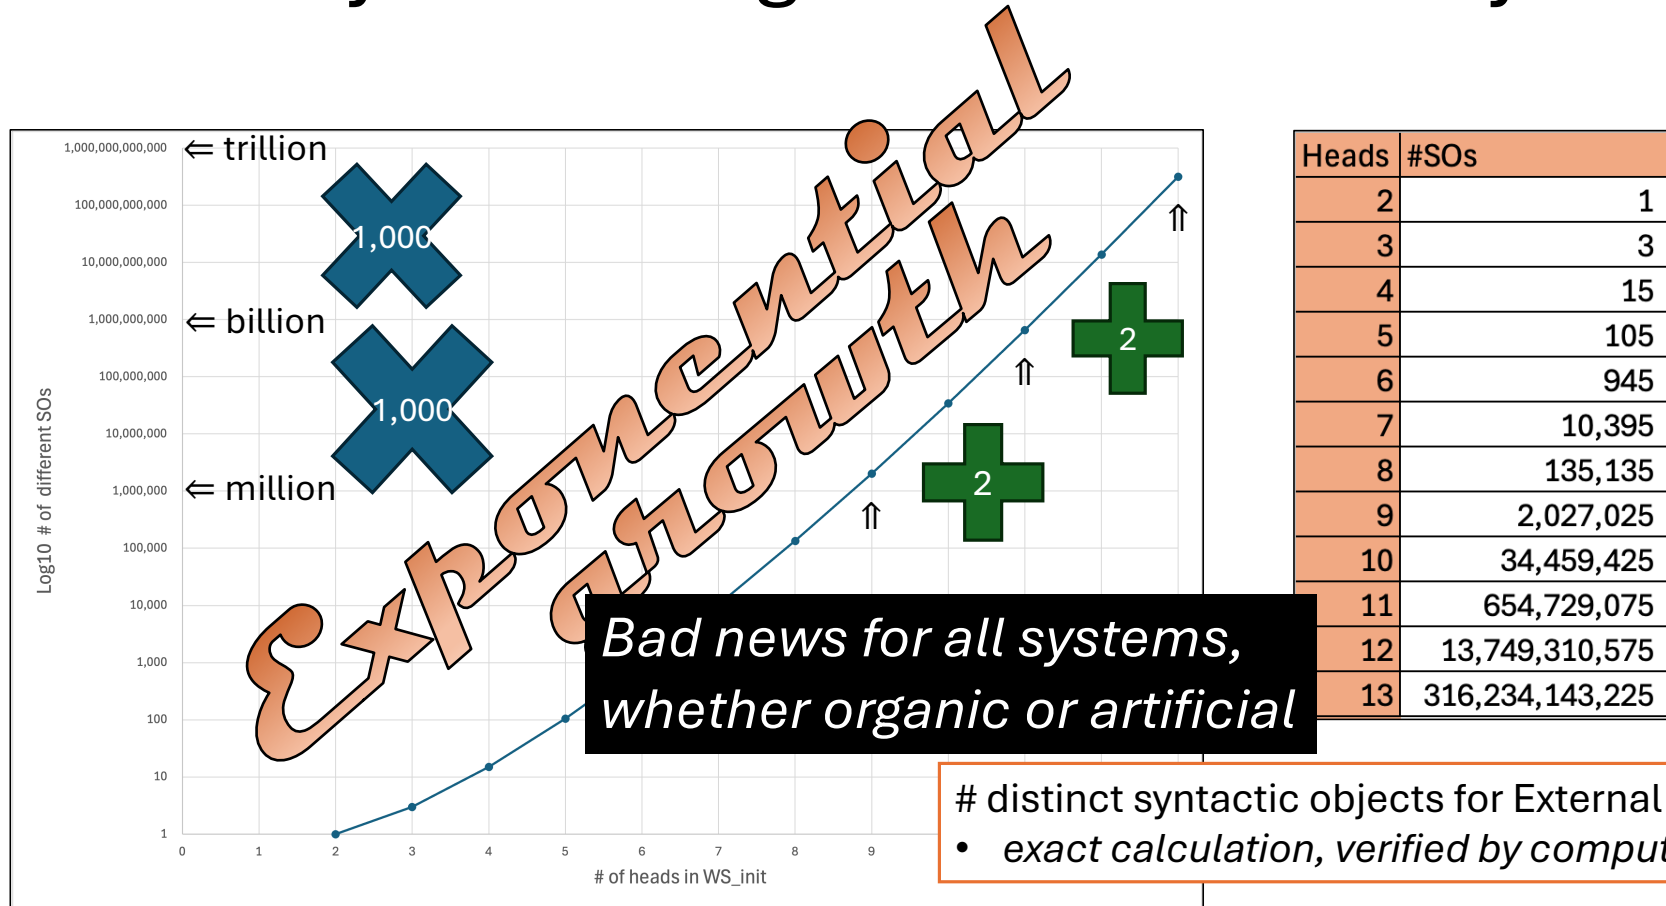 Exponential
growth
1,000,000,000,000
⇐ trillion
100,000,000,000
1,000
10,000,000,000
1,000,000,000
⇐ billion
100,000,000
1,000
10,000,000
1,000,000
⇐ million
100,000
10,000
1,000
100
10
1
Log10 # of different SOs
0 1 2 3 4 5 6 7 8 9
# of heads in WS_init
⇑
⇑
⇑
2
2
Bad news for all systems,
whether organic or artificial
Heads #SOs
2 1
3 3
4 15
5 105
6 945
7 10,395
8 135,135
9 2,027,025
10 34,459,425
11 654,729,075
12 13,749,310,575
13 316,234,143,225
# distinct syntactic objects for External
• exact calculation, verified by comput